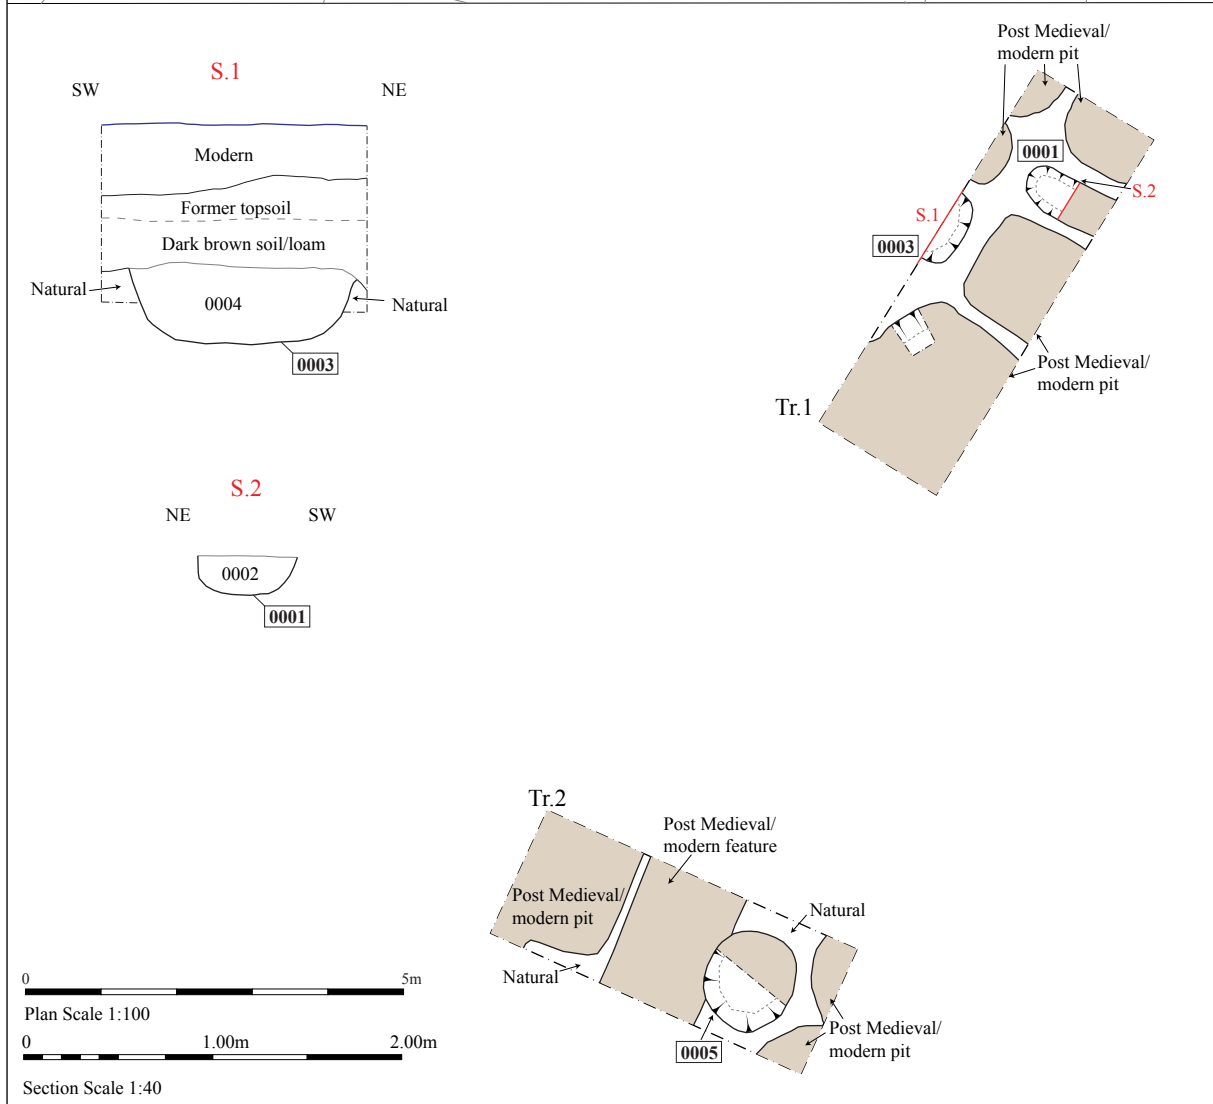 S.1
SW
NE
Modern
Former topsoil
Dark brown soil/loam
Natural
0004
Natural
0003
S.2
NE
SW
0002
0001
Post Medieval/
modern pit
0001
S.2
S.1
0003
Post Medieval/
modern pit
Tr.1
Tr.2
Post Medieval/
modern feature
Post Medieval/
modern pit
Natural
Natural
0005
Post Medieval/
modern pit
0 5m
Plan Scale 1:100
0 1.00m 2.00m
Section Scale 1:40